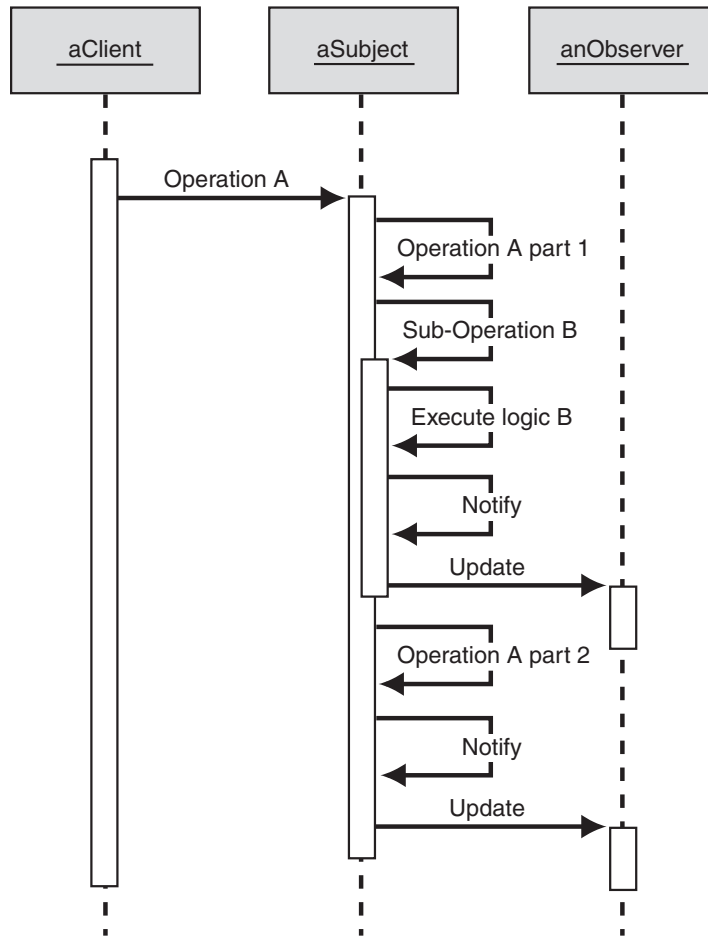 aClient
aSubject
anObserver
Operation A
Operation A part 1
Sub-Operation B
Execute logic B
Notify
Update
Operation A part 2
Notify
Update